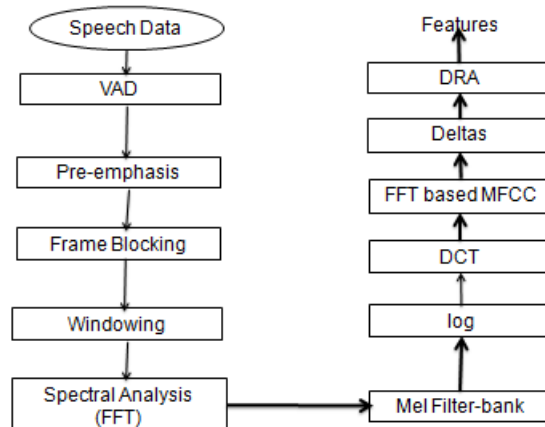 Speech Data
VAD
Pre-emphasis
Frame Blocking
Windowing
Spectral Analysis
(FFT)
Features
DRA
Deltas
FFT based MFCC
DCT
log
Mel Filter-bank